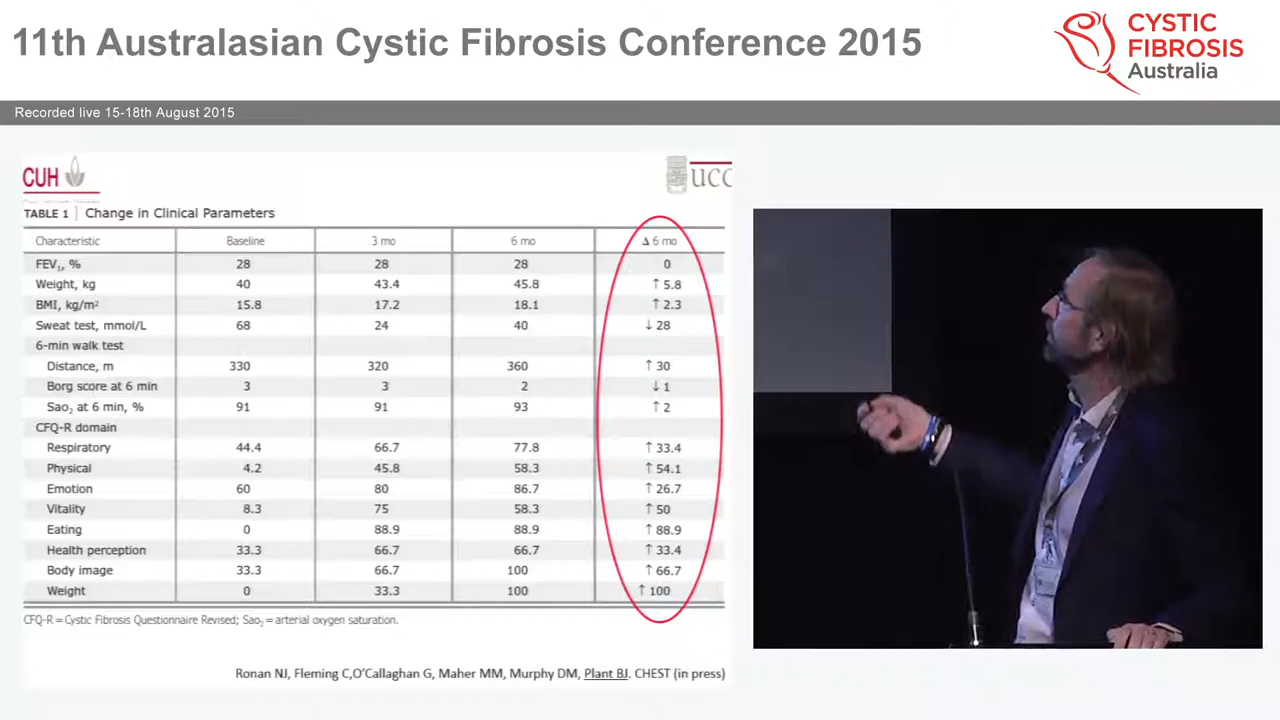 11th Australasian Cystic Fibrosis Conference 2015
CYSTIC
FIBROSIS
Australia
Recorded live 15-18th August 2015
CUH
UCC
TABLE 1 Change in Clinical Parameters
Characteristic Baseline 3 mo 6 mo Δ 6 mo
FEV₁, % 28 28 28 0
Weight, kg 40 43.4 45.8 ↑ 5.8
BMI, kg/m² 15.8 17.2 18.1 ↑ 2.3
Sweat test, mmol/L 68 24 40 ↓ 28
6-min walk test
Distance, m 330 320 360 ↑ 30
Borg score at 6 min 3 3 2 ↓ 1
Sao₂ at 6 min, % 91 91 93 ↑ 2
CFQ-R domain
Respiratory 44.4 66.7 77.8 ↑ 33.4
Physical 4.2 45.8 58.3 ↑ 54.1
Emotion 60 80 86.7 ↑ 26.7
Vitality 8.3 75 58.3 ↑ 50
Eating 0 88.9 88.9 ↑ 88.9
Health perception 33.3 66.7 66.7 ↑ 33.4
Body image 33.3 66.7 100 ↑ 66.7
Weight 0 33.3 100 ↑ 100
CFQ-R = Cystic Fibrosis Questionnaire Revised; Sao₂ = arterial oxygen saturation.
Ronan NJ, Fleming C,O'Callaghan G, Maher MM, Murphy DM, Plant BJ. CHEST (in press)